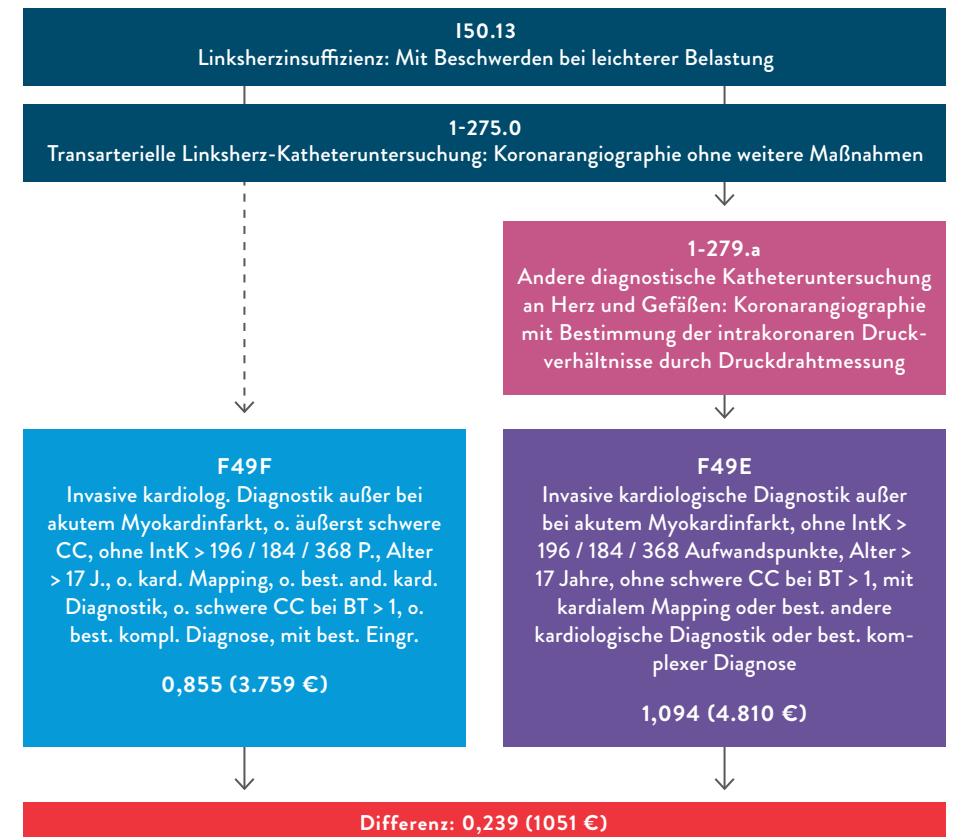 I50.13
Linksherzinsuffizienz: Mit Beschwerden bei leichterer Belastung
1-275.0
Transarterielle Linksherz-Katheteruntersuchung: Koronarangiographie ohne weitere Maßnahmen
1-279.a
Andere diagnostische Katheteruntersuchung
an Herz und Gefäßen: Koronarangiographie
mit Bestimmung der intrakoronaren Druck-
verhältnisse durch Druckdrahtmessung
F49F
Invasive kardiolog. Diagnostik außer bei
akutem Myokardinfarkt, o. äußerst schwere
CC, ohne IntK > 196 / 184 / 368 P., Alter
> 17 J., o. kard. Mapping, o. best. and. kard.
Diagnostik, o. schwere CC bei BT > 1, o.
best. kompl. Diagnose, mit best. Eingr.
0,855 (3.759 €)
F49E
Invasive kardiologische Diagnostik außer
bei akutem Myokardinfarkt, ohne IntK >
196 / 184 / 368 Aufwandspunkte, Alter >
17 Jahre, ohne schwere CC bei BT > 1, mit
kardialem Mapping oder best. andere
kardiologische Diagnostik oder best. kom-
plexer Diagnose
1,094 (4.810 €)
Differenz: 0,239 (1051 €)